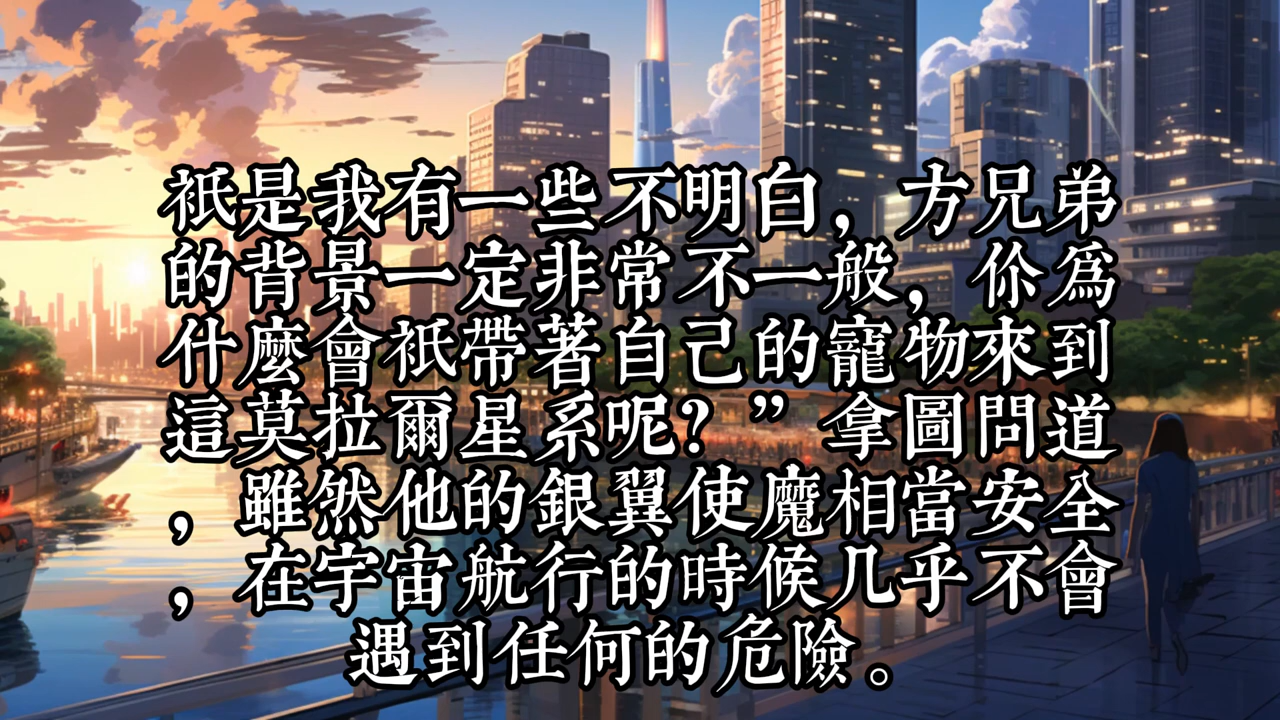 衹是我有一些不明白，方兄弟
的背景一定非常不一般，你爲
什麼會衹帶著自己的寵物來到
這莫拉爾星系呢？”拿圖問道
，雖然他的銀翼使魔相當安全
，在宇宙航行的時候几乎不會
遇到任何的危險。